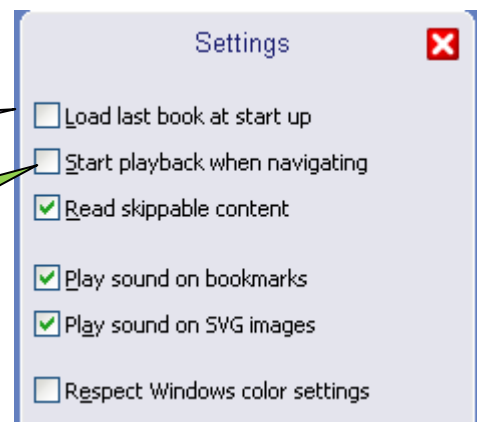 Settings
Load last book at start up
Start playback when navigating
Read skippable content
Play sound on bookmarks
Play sound on SVG images
Respect Windows color settings